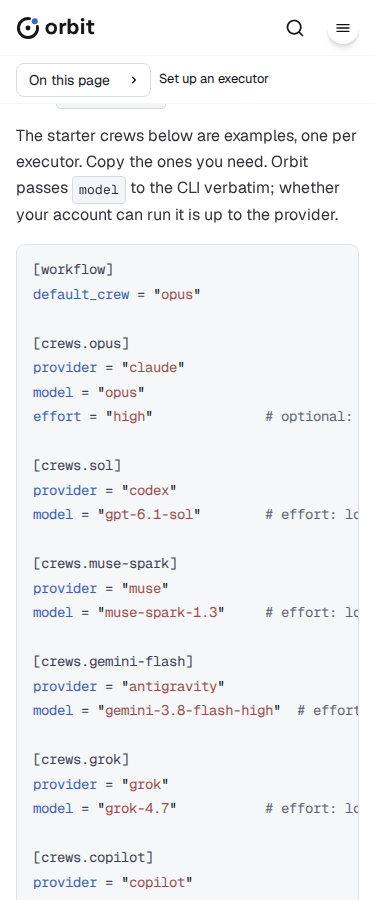 orbit
On this page
Set up an executor
The starter crews below are examples, one per
executor. Copy the ones you need. Orbit
passes model to the CLI verbatim; whether
your account can run it is up to the provider.
[workflow]
default_crew = "opus"
[crews.opus]
provider = "claude"
model = "opus"
effort = "high" # optional:
[crews.sol]
provider = "codex"
model = "gpt-6.1-sol" # effort: lo
[crews.muse-spark]
provider = "muse"
model = "muse-spark-1.3" # effort: lo
[crews.gemini-flash]
provider = "antigravity"
model = "gemini-3.8-flash-high" # effort
[crews.grok]
provider = "grok"
model = "grok-4.7" # effort: lo
[crews.copilot]
provider = "copilot"